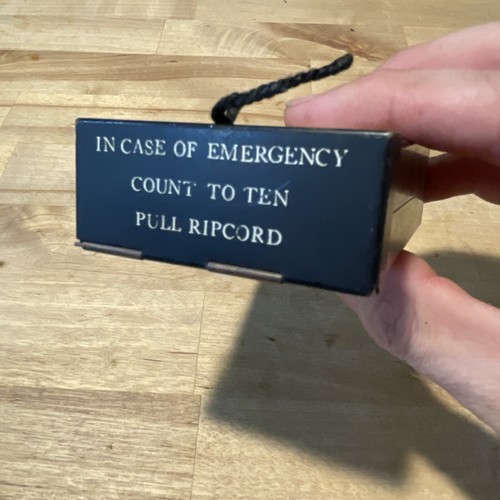 IN CASE OF EMERGENCY
COUNT TO TEN
PULL RIPCORD